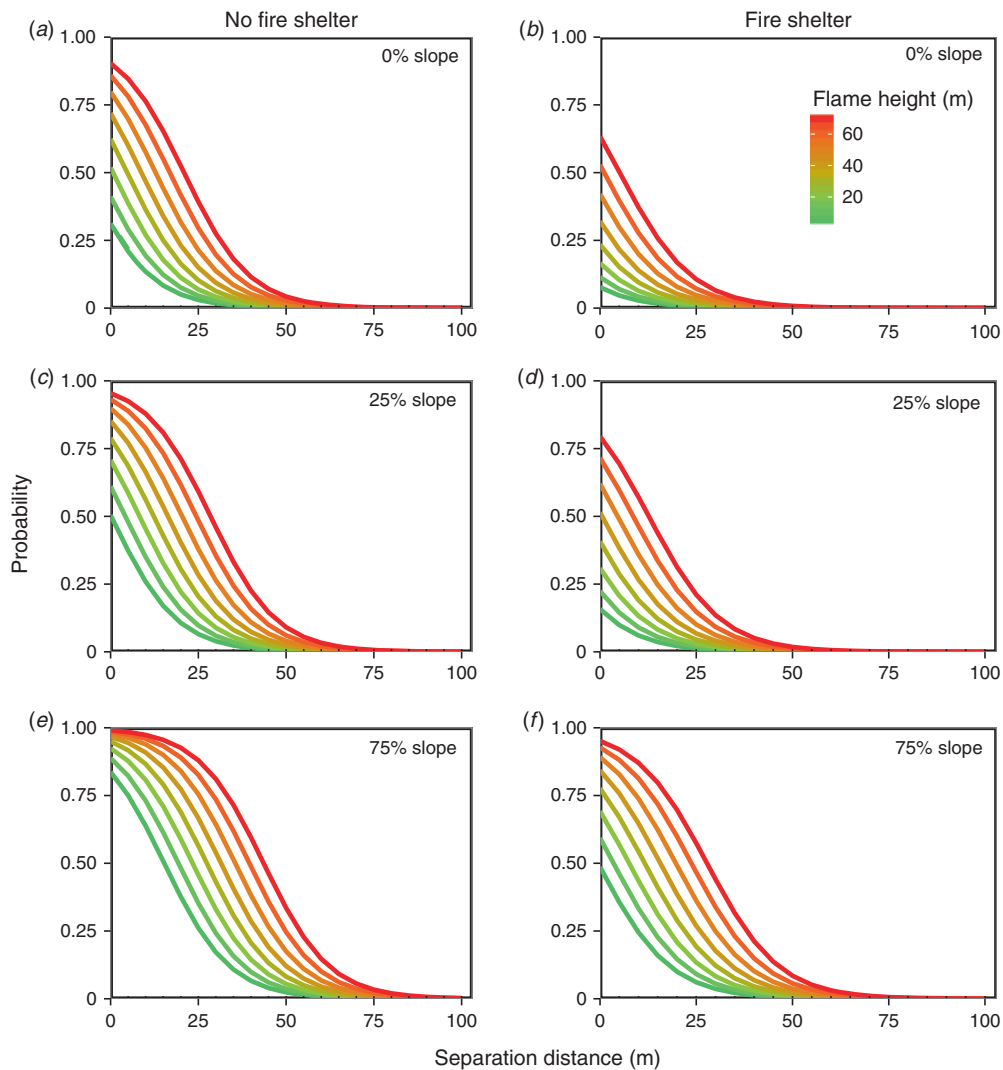 No fire shelter
Fire shelter
(a)
1.00
0.75
0.50
0.25
0
0% slope
0 25 50 75 100
(b)
1.00
0.75
0.50
0.25
0
0% slope
Flame height (m)
60
40
20
0 25 50 75 100
(c)
1.00
0.75
0.50
0.25
0
25% slope
0 25 50 75 100
(d)
1.00
0.75
0.50
0.25
0
25% slope
0 25 50 75 100
Probability
(e)
1.00
0.75
0.50
0.25
0
75% slope
0 25 50 75 100
(f)
1.00
0.75
0.50
0.25
0
75% slope
0 25 50 75 100
Separation distance (m)